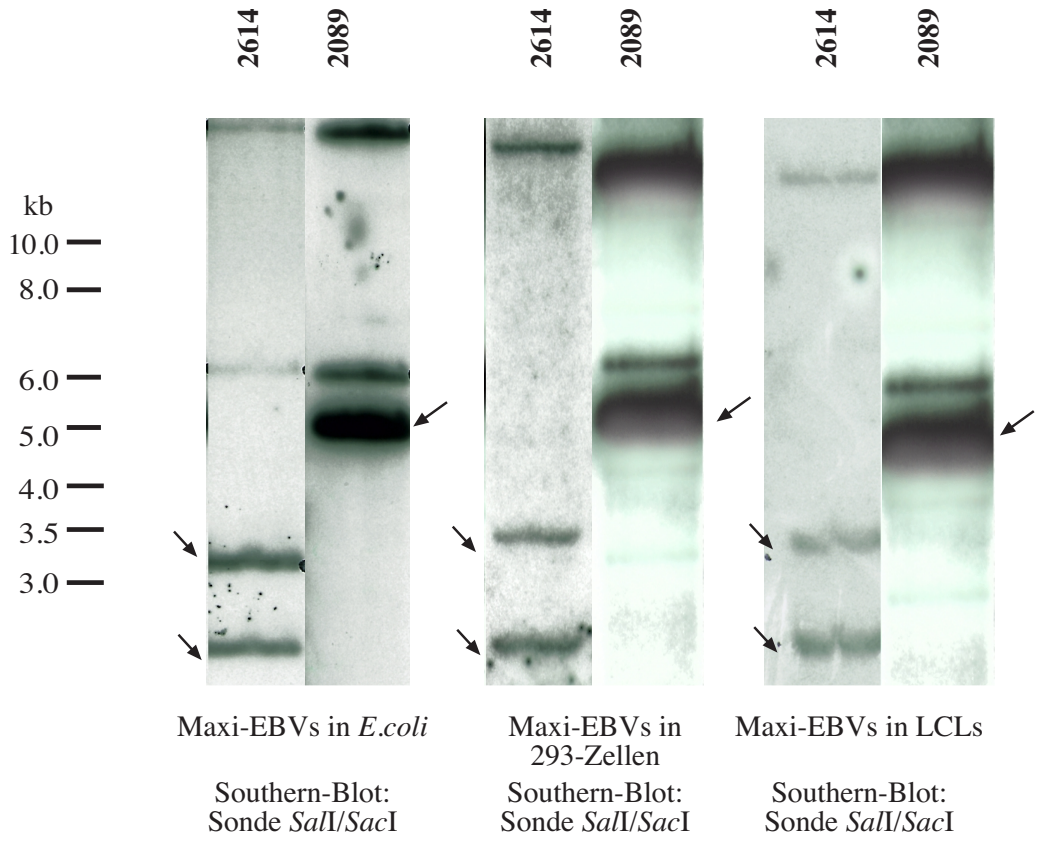 2614
2089
2614
2089
2614
2089
kb
10.0
8.0
6.0
5.0
4.0
3.5
3.0
Maxi-EBVs in E.coli
Southern-Blot:
Sonde SalI/SacI
Maxi-EBVs in
293-Zellen
Southern-Blot:
Sonde SalI/SacI
Maxi-EBVs in LCLs
Southern-Blot:
Sonde SalI/SacI